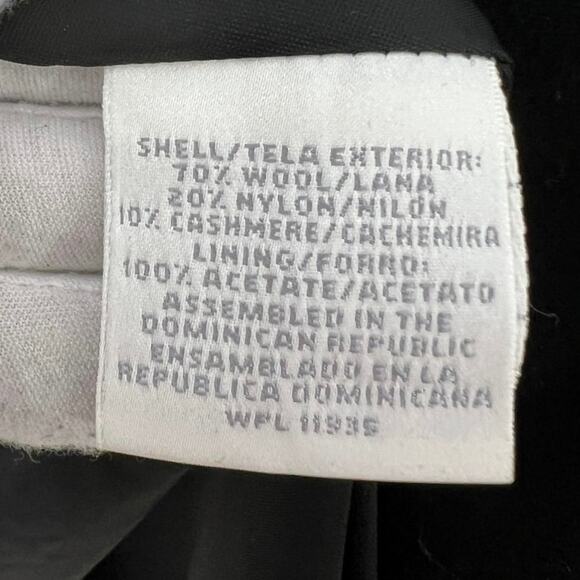 SHELL/TELA EXTERIOR:
70% WOOL/LANA
20% NYLON/NILON
10% CASHMERE/CACHEMIRA
LINING/FORRO:
100% ACETATE/ACETATO
ASSEMBLED IN THE
DOMINICAN REPUBLIC
ENSAMBLADO EN LA
REPUBLICA DOMINICANA
WPL 11935